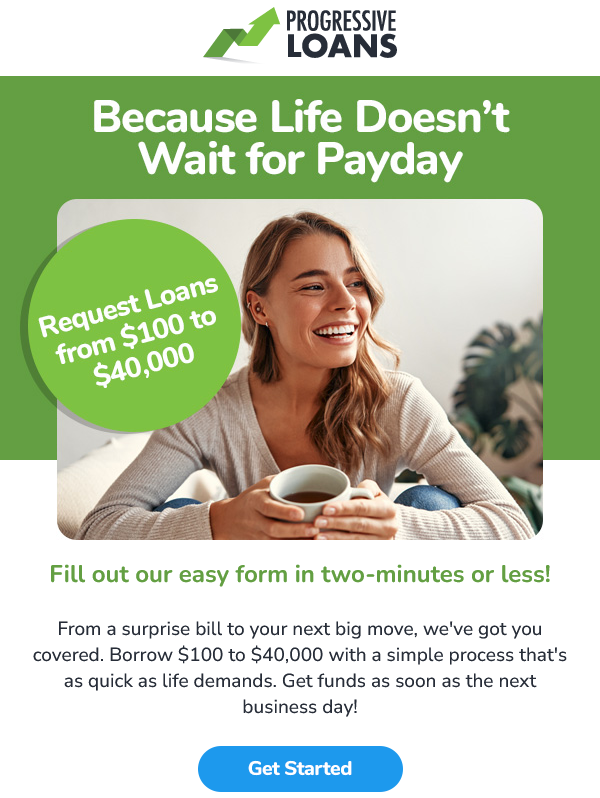 PROGRESSIVE
LOANS
Because Life Doesn’t
Wait for Payday
Request Loans
from $100 to
$40,000
Fill out our easy form in two-minutes or less!
From a surprise bill to your next big move, we've got you
covered. Borrow $100 to $40,000 with a simple process that's
as quick as life demands. Get funds as soon as the next
business day!
Get Started